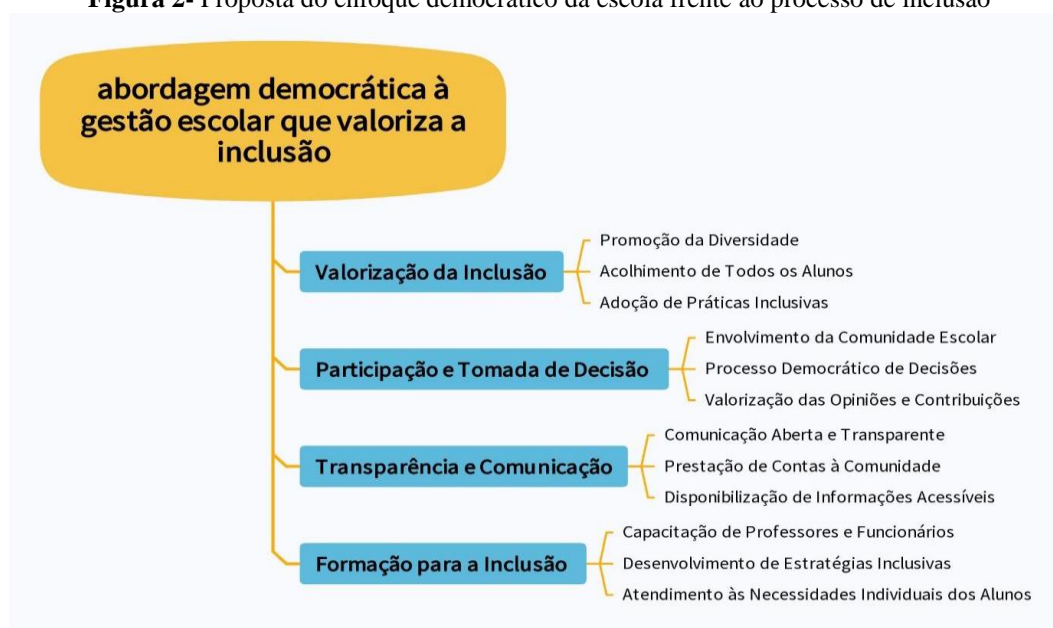 Figura 2- Proposta do enfoque democrático da escola frente ao processo de inclusão
abordagem democrática à
gestão escolar que valoriza a
inclusão
Valorização da Inclusão
Promoção da Diversidade
Acolhimento de Todos os Alunos
Adoção de Práticas Inclusivas
Participação e Tomada de Decisão
Envolvimento da Comunidade Escolar
Processo Democrático de Decisões
Valorização das Opiniões e Contribuições
Transparência e Comunicação
Comunicação Aberta e Transparente
Prestação de Contas à Comunidade
Disponibilização de Informações Acessíveis
Formação para a Inclusão
Capacitação de Professores e Funcionários
Desenvolvimento de Estratégias Inclusivas
Atendimento às Necessidades Individuais dos Alunos